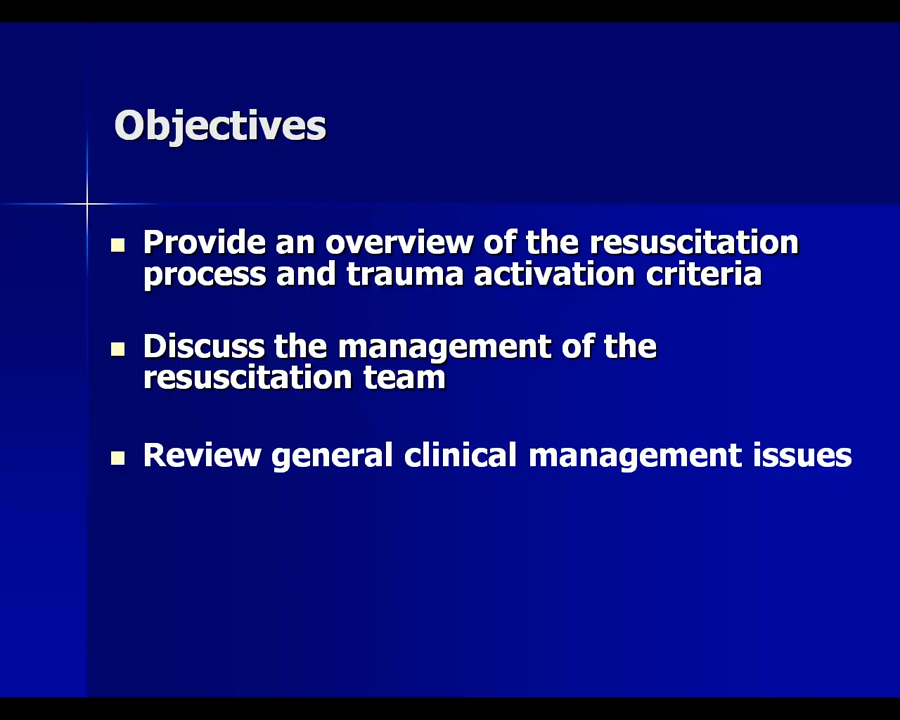 Objectives
Provide an overview of the resuscitation
process and trauma activation criteria
Discuss the management of the
resuscitation team
Review general clinical management issues